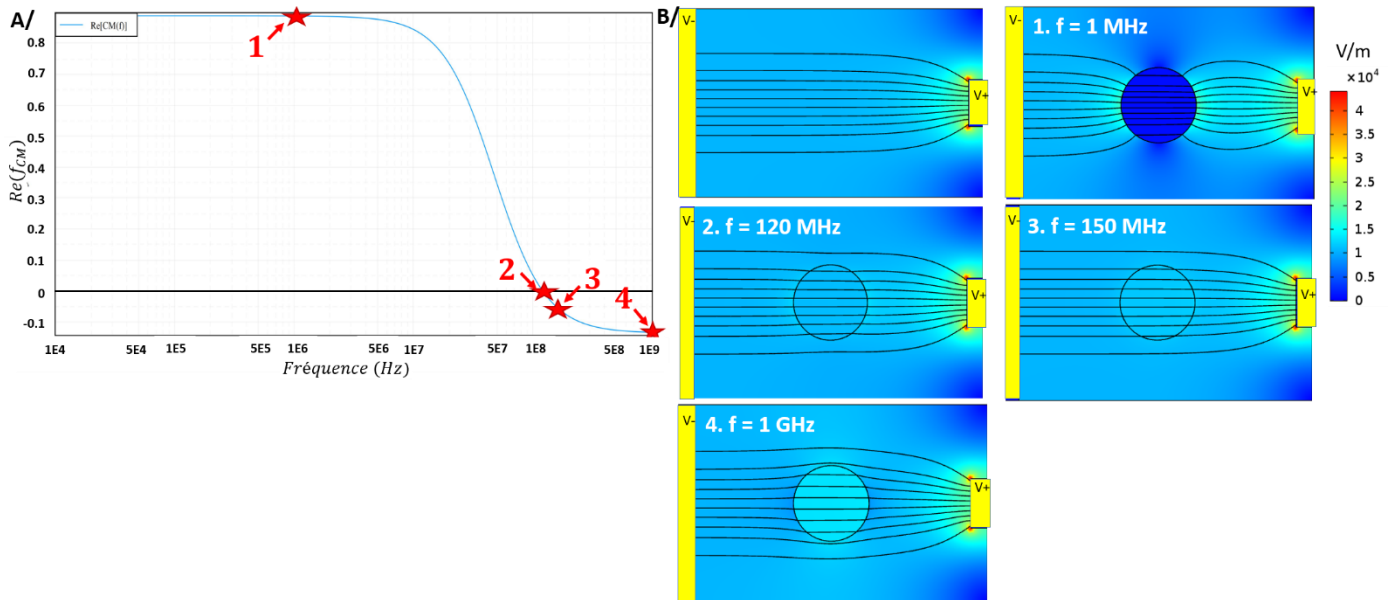 A/
Re[CM(f)]
0.8
0.7
0.6
0.5
0.4
0.3
0.2
0.1
0
-0.1
Re(f_CM)
1
2
3
4
1E4
5E4
1E5
5E5
1E6
5E6
1E7
5E7
1E8
5E8
1E9
Fréquence (Hz)
B/
V-
V+
V-
1. f = 1 MHz
V+
V/m
×10⁴
4
3.5
3
2.5
2
1.5
1
0.5
0
V-
2. f = 120 MHz
V+
V-
3. f = 150 MHz
V+
V-
4. f = 1 GHz
V+